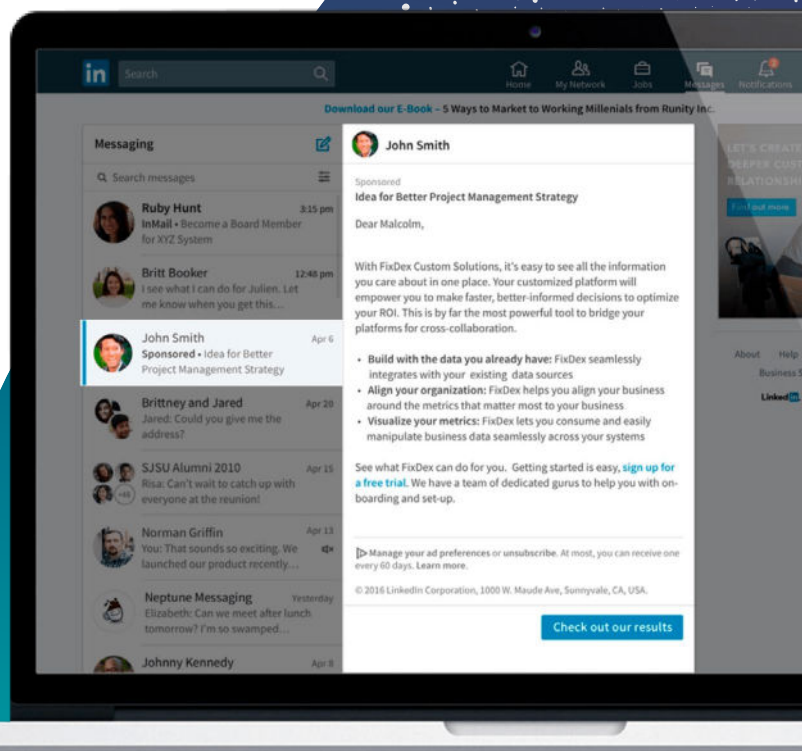 in Search
Home My Network Jobs Messages Notifications
Download our E-Book – 5 Ways to Market to Working Millenials from Runity Inc.
Messaging
Search messages
Ruby Hunt 3:15 pm
InMail • Become a Board Member
for XYZ System
Britt Booker 12:48 pm
I see what I can do for Julien. Let
me know when you get this…
John Smith Apr 6
Sponsored • Idea for Better
Project Management Strategy
Brittney and Jared Apr 20
Jared: Could you give me the
address?
SJSU Alumni 2010 Apr 15
+48
Risa: Can't wait to catch up with
everyone at the reunion!
Norman Griffin Apr 13
You: That sounds so exciting. We
launched our product recently…
Neptune Messaging Yesterday
Elizabeth: Can we meet after lunch
tomorrow? I'm so swamped…
Johnny Kennedy Apr 8
John Smith
Sponsored
Idea for Better Project Management Strategy
Dear Malcolm,
With FixDex Custom Solutions, it's easy to see all the information
you care about in one place. Your customized platform will
empower you to make faster, better-informed decisions to optimize
your ROI. This is by far the most powerful tool to bridge your
platforms for cross-collaboration.
• Build with the data you already have: FixDex seamlessly
integrates with your existing data sources
• Align your organization: FixDex helps you align your business
around the metrics that matter most to your business
• Visualize your metrics: FixDex lets you consume and easily
manipulate business data seamlessly across your systems
See what FixDex can do for you. Getting started is easy, sign up for
a free trial. We have a team of dedicated gurus to help you with on-
boarding and set-up.
Manage your ad preferences or unsubscribe. At most, you can receive one
every 60 days. Learn more.
© 2016 LinkedIn Corporation, 1000 W. Maude Ave, Sunnyvale, CA, USA.
Check out our results
LET'S CREATE
DEEPER CUST
RELATIONSHI
Find out more
About Help
Business S
Linked in